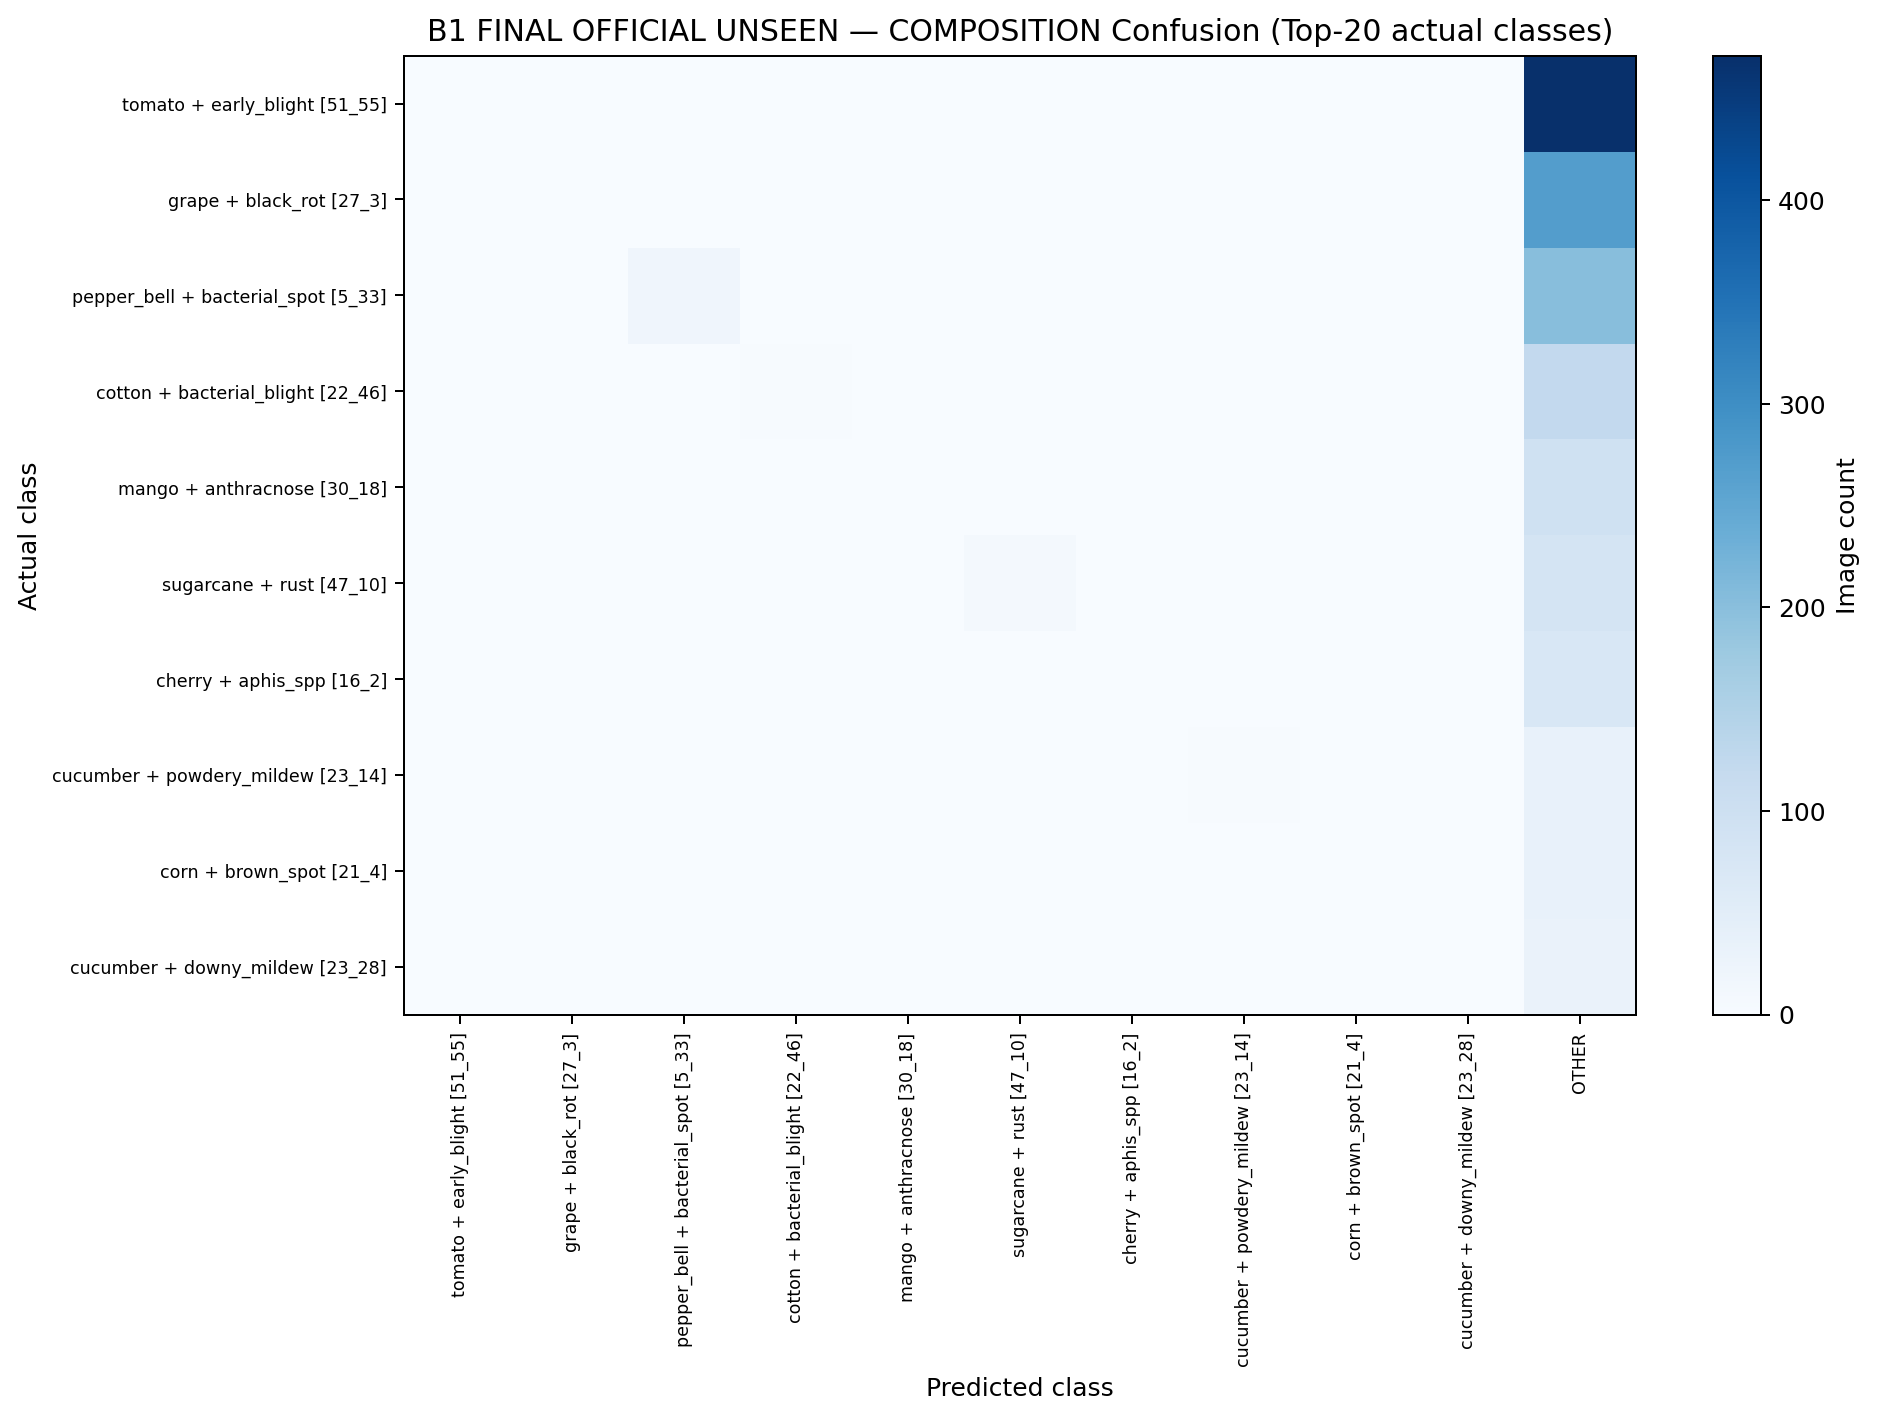 B1 FINAL OFFICIAL UNSEEN — COMPOSITION Confusion (Top-20 actual classes)
Actual class
tomato + early_blight [51_55]
grape + black_rot [27_3]
pepper_bell + bacterial_spot [5_33]
cotton + bacterial_blight [22_46]
mango + anthracnose [30_18]
sugarcane + rust [47_10]
cherry + aphis_spp [16_2]
cucumber + powdery_mildew [23_14]
corn + brown_spot [21_4]
cucumber + downy_mildew [23_28]
tomato + early_blight [51_55]
grape + black_rot [27_3]
pepper_bell + bacterial_spot [5_33]
cotton + bacterial_blight [22_46]
mango + anthracnose [30_18]
sugarcane + rust [47_10]
cherry + aphis_spp [16_2]
cucumber + powdery_mildew [23_14]
corn + brown_spot [21_4]
cucumber + downy_mildew [23_28]
OTHER
Predicted class
400
300
200
100
0
Image count